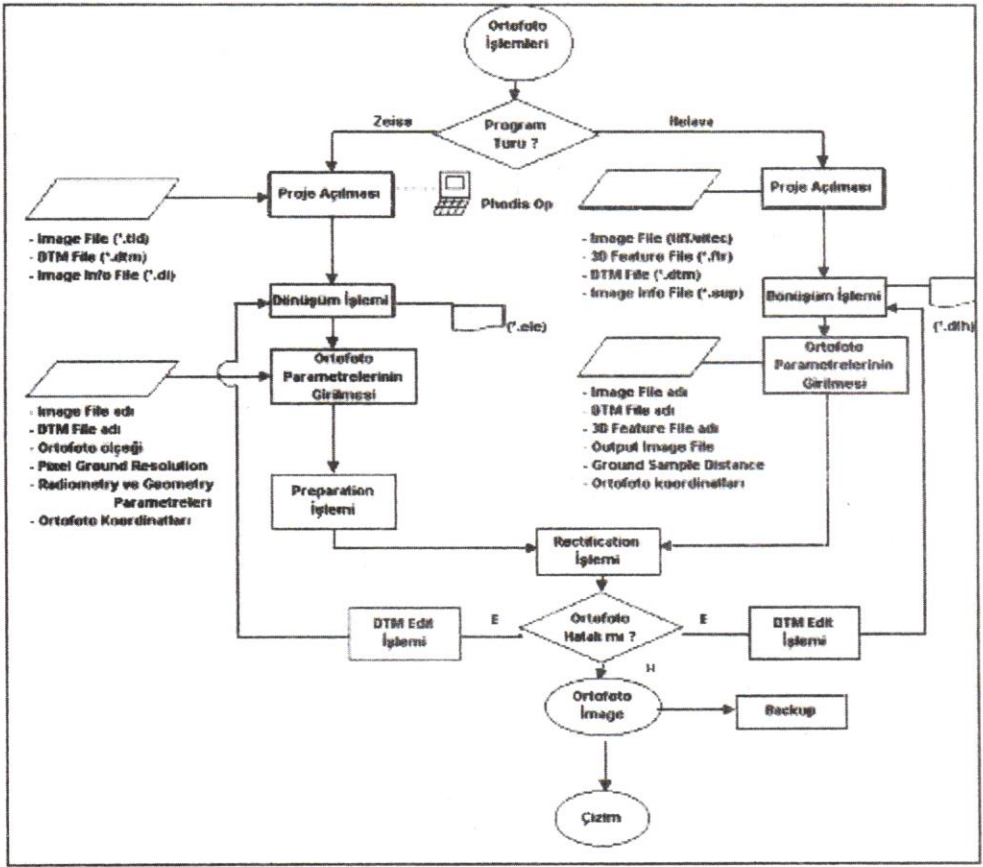 Ortofoto
İşlemleri
Program
Turu ?
Zeiss
Helava
Proje Açılması
Phodis Op
- Image File (*.tld)
- DTM File (*.dtm)
- Image Info File (*.di)
Proje Açılması
- Image File (tiff/vitec)
- 3D Feature File (*.ftr)
- DTM File (*.dtm)
- Image Info File (*.sup)
Dönüşüm İşlemi
(*.ele)
Dönüşüm İşlemi
(*.dth)
Ortofoto
Parametrelerinin
Girilmesi
- Image File adı
- DTM File adı
- Ortofoto ölçeği
- Pixel Ground Resolution
- Radiometry ve Geometry
Parametreleri
- Ortofoto Koordinatları
Ortofoto
Parametrelerinin
Girilmesi
- Image File adı
- DTM File adı
- 3D Feature File adı
- Output Image File
- Ground Sample Distance
- Ortofoto koordinatları
Preparation
İşlemi
Rectification
İşlemi
DTM Edit
İşlemi
E
Ortofoto
Hatalı mı ?
E
DTM Edit
İşlemi
H
Ortofoto
İmage
Backup
Çizim